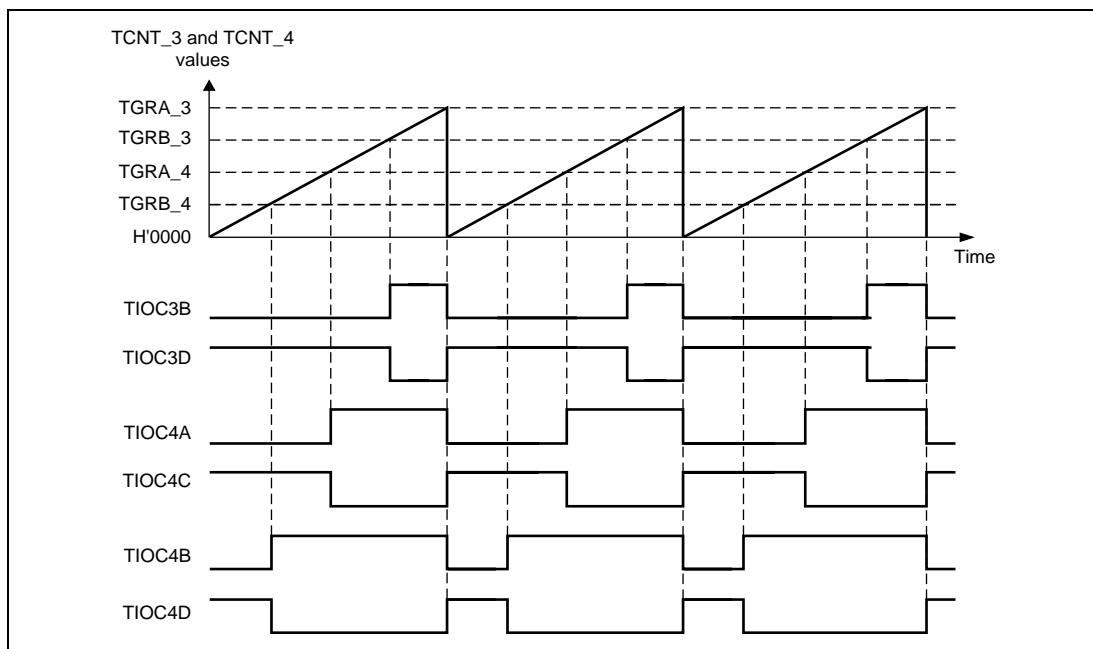 TCNT_3 and TCNT_4
values
TGRA_3
TGRB_3
TGRA_4
TGRB_4
H'0000
Time
TIOC3B
TIOC3D
TIOC4A
TIOC4C
TIOC4B
TIOC4D